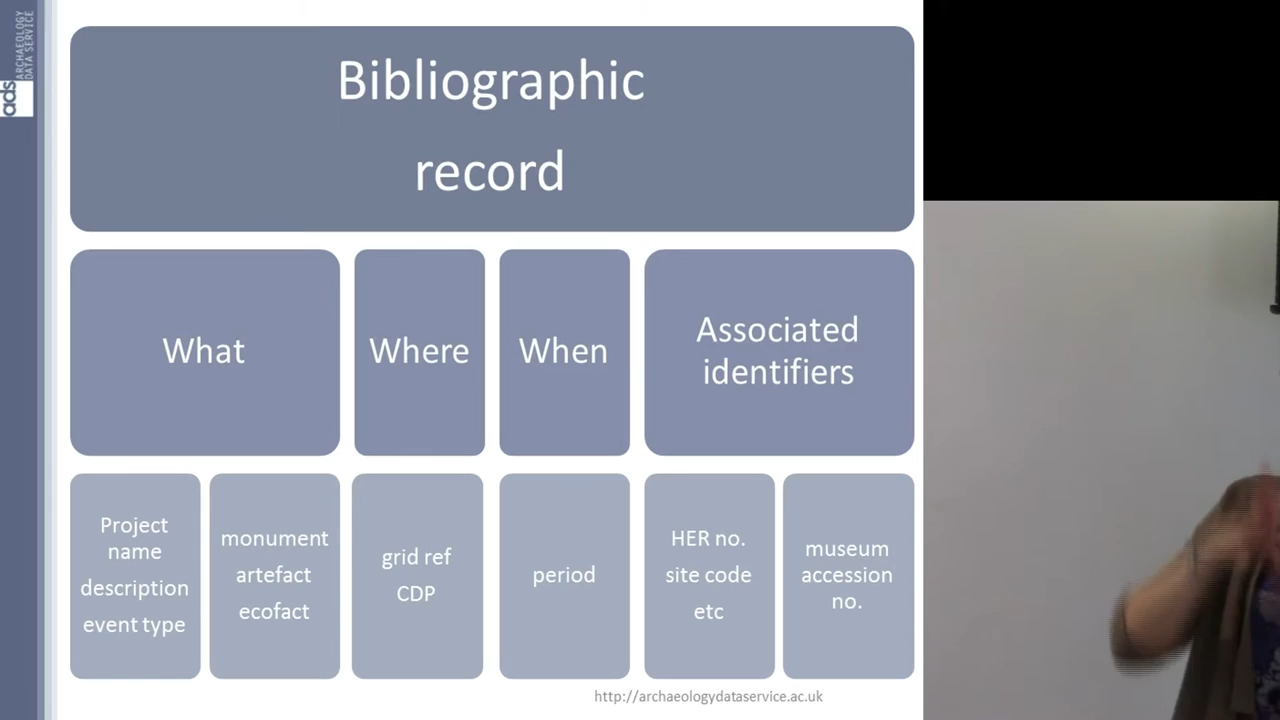 ARCHAEOLOGY
DATA SERVICE
ads
Bibliographic
record
What
Where
When
Associated
identifiers
Project
name
description
event type
monument
artefact
ecofact
grid ref
CDP
period
HER no.
site code
etc
museum
accession
no.
http://archaeologydataservice.ac.uk